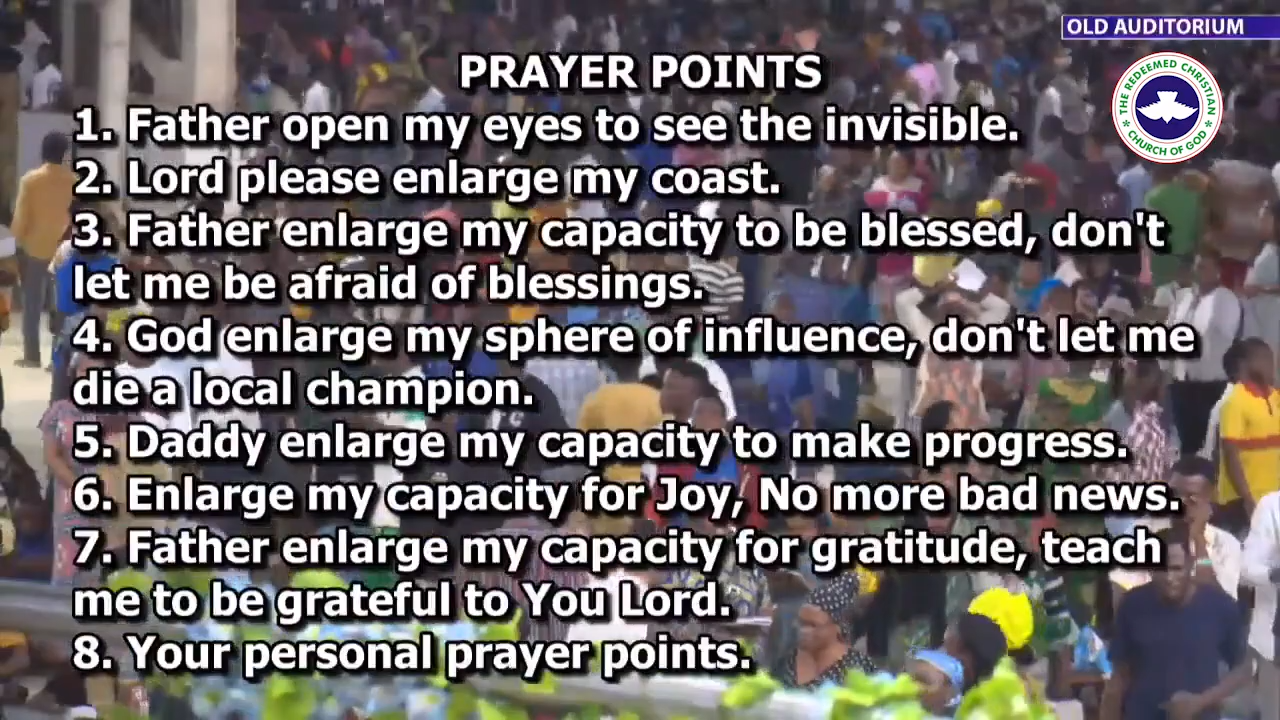 OLD AUDITORIUM
THE REDEEMED CHRISTIAN
CHURCH OF GOD
PRAYER POINTS
1. Father open my eyes to see the invisible.
2. Lord please enlarge my coast.
3. Father enlarge my capacity to be blessed, don't
let me be afraid of blessings.
4. God enlarge my sphere of influence, don't let me
die a local champion.
5. Daddy enlarge my capacity to make progress.
6. Enlarge my capacity for Joy, No more bad news.
7. Father enlarge my capacity for gratitude, teach
me to be grateful to You Lord.
8. Your personal prayer points.